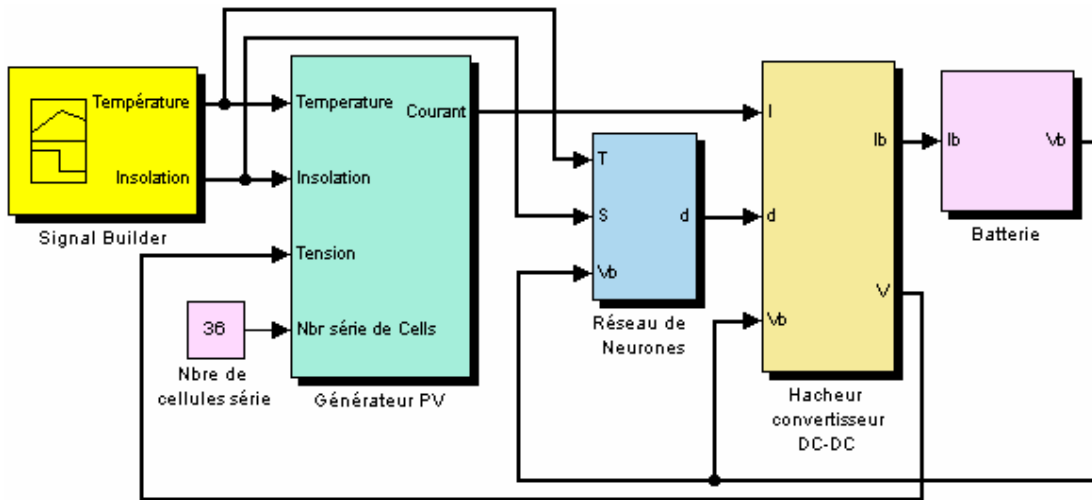 Température
Insolation
Signal Builder
36
Nbre de
cellules série
Temperature
Insolation
Tension
Nbr série de Cells
Courant
Générateur PV
T
S
Vb
d
Réseau de
Neurones
I
d
Vb
Ib
V
Hacheur
convertisseur
DC-DC
Ib
Vb
Batterie